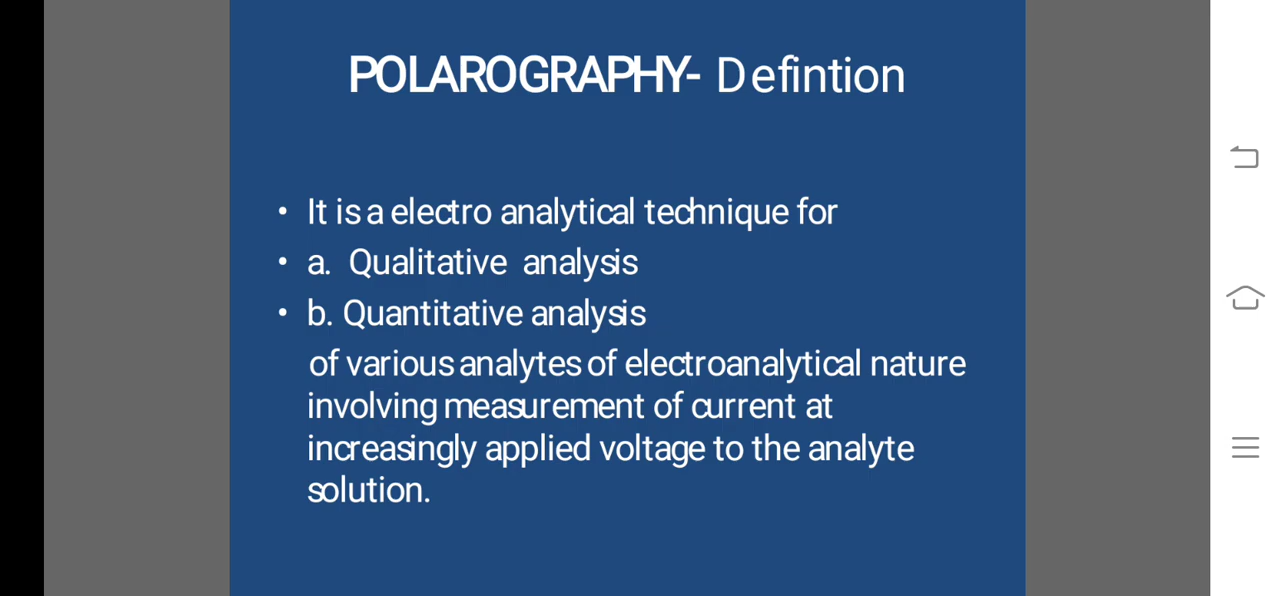 POLAROGRAPHY- Defintion
• It is a electro analytical technique for
• a. Qualitative analysis
• b. Quantitative analysis
of various analytes of electroanalytical nature
involving measurement of current at
increasingly applied voltage to the analyte
solution.